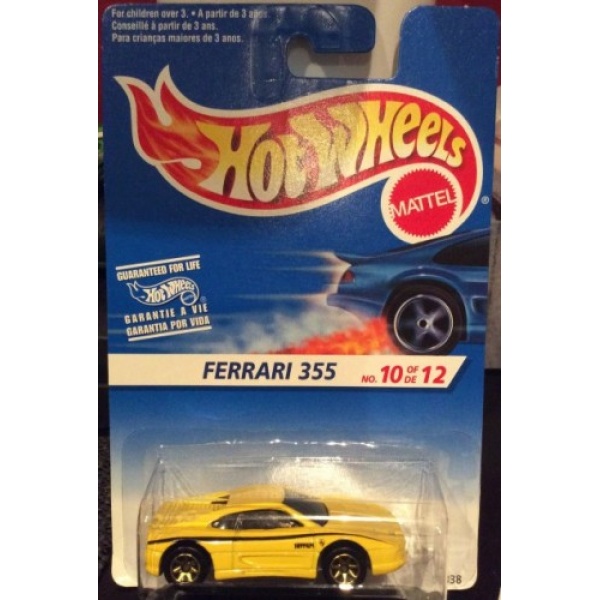 For children over 3. • A partir de 3 años.
Conseillé à partir de 3 ans.
Para crianças maiores de 3 anos.
HOT WHEELS
MATTEL
®
GUARANTEED FOR LIFE
Hot Wheels
GARANTIE A VIE
GARANTIA POR VIDA
FERRARI 355 NO. 10 OF DE 12
Ferrari